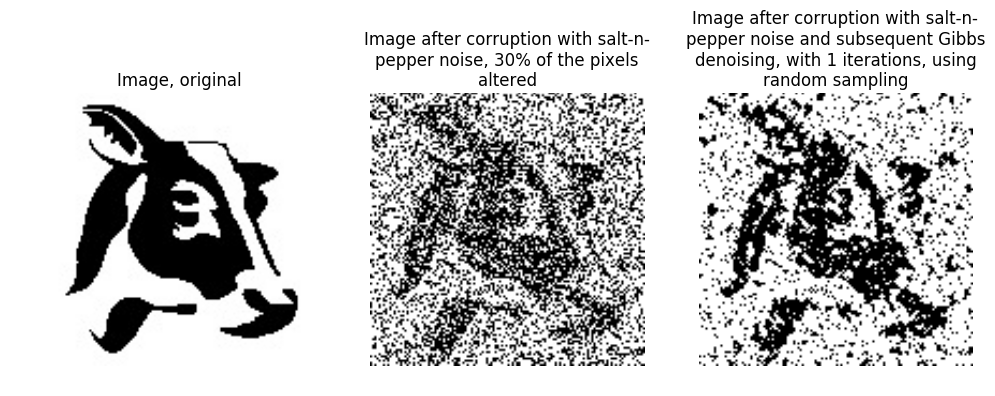 Image, original
Image after corruption with salt-n-
pepper noise, 30% of the pixels
altered
Image after corruption with salt-n-
pepper noise and subsequent Gibbs
denoising, with 1 iterations, using
random sampling